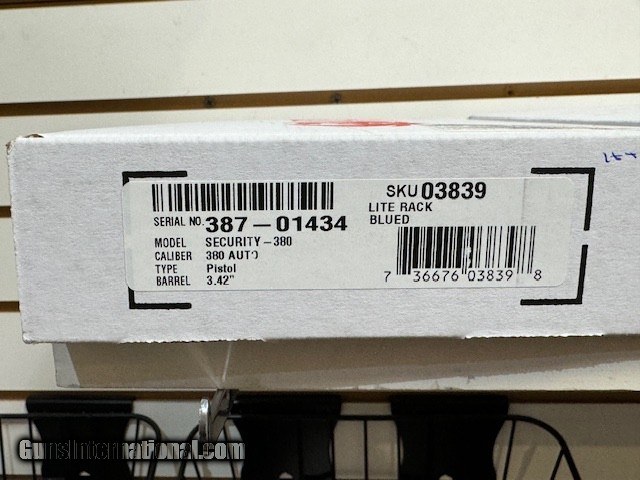 SKU 03839
LITE RACK
BLUED
SERIAL NO. 387-01434
MODEL SECURITY-380
CALIBER 380 AUTO
TYPE Pistol
BARREL 3.42"
7 36676 03839 8
GunsInternational.com